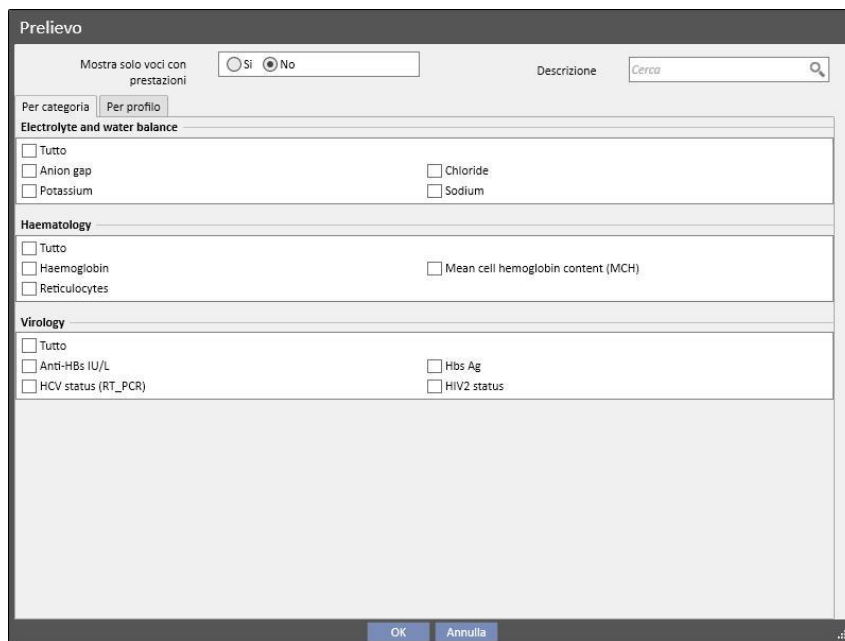 Prelievo
Mostra solo voci con
prestazioni
Si No
Descrizione
Cerca
Per categoria Per profilo
Electrolyte and water balance
Tutto
Anion gap Chloride
Potassium Sodium
Haematology
Tutto
Haemoglobin Mean cell hemoglobin content (MCH)
Reticulocytes
Virology
Tutto
Anti-HBs IU/L Hbs Ag
HCV status (RT_PCR) HIV2 status
OK Annulla